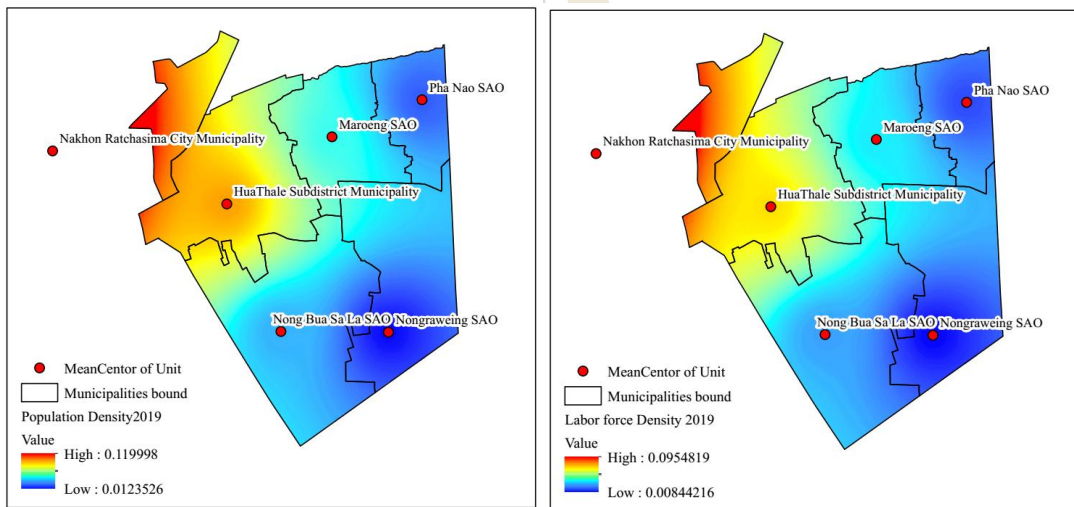 Pha Nao SAO
Maroeng SAO
Nakhon Ratchasima City Municipality
HuaThale Subdistrict Municipality
Nong Bua Sa La SAO
Nongraweing SAO
MeanCentor of Unit
Municipalities bound
Population Density2019
Value
High : 0.119998
Low : 0.0123526
Pha Nao SAO
Maroeng SAO
Nakhon Ratchasima City Municipality
HuaThale Subdistrict Municipality
Nong Bua Sa La SAO
Nongraweing SAO
MeanCentor of Unit
Municipalities bound
Labor force Density 2019
Value
High : 0.0954819
Low : 0.00844216